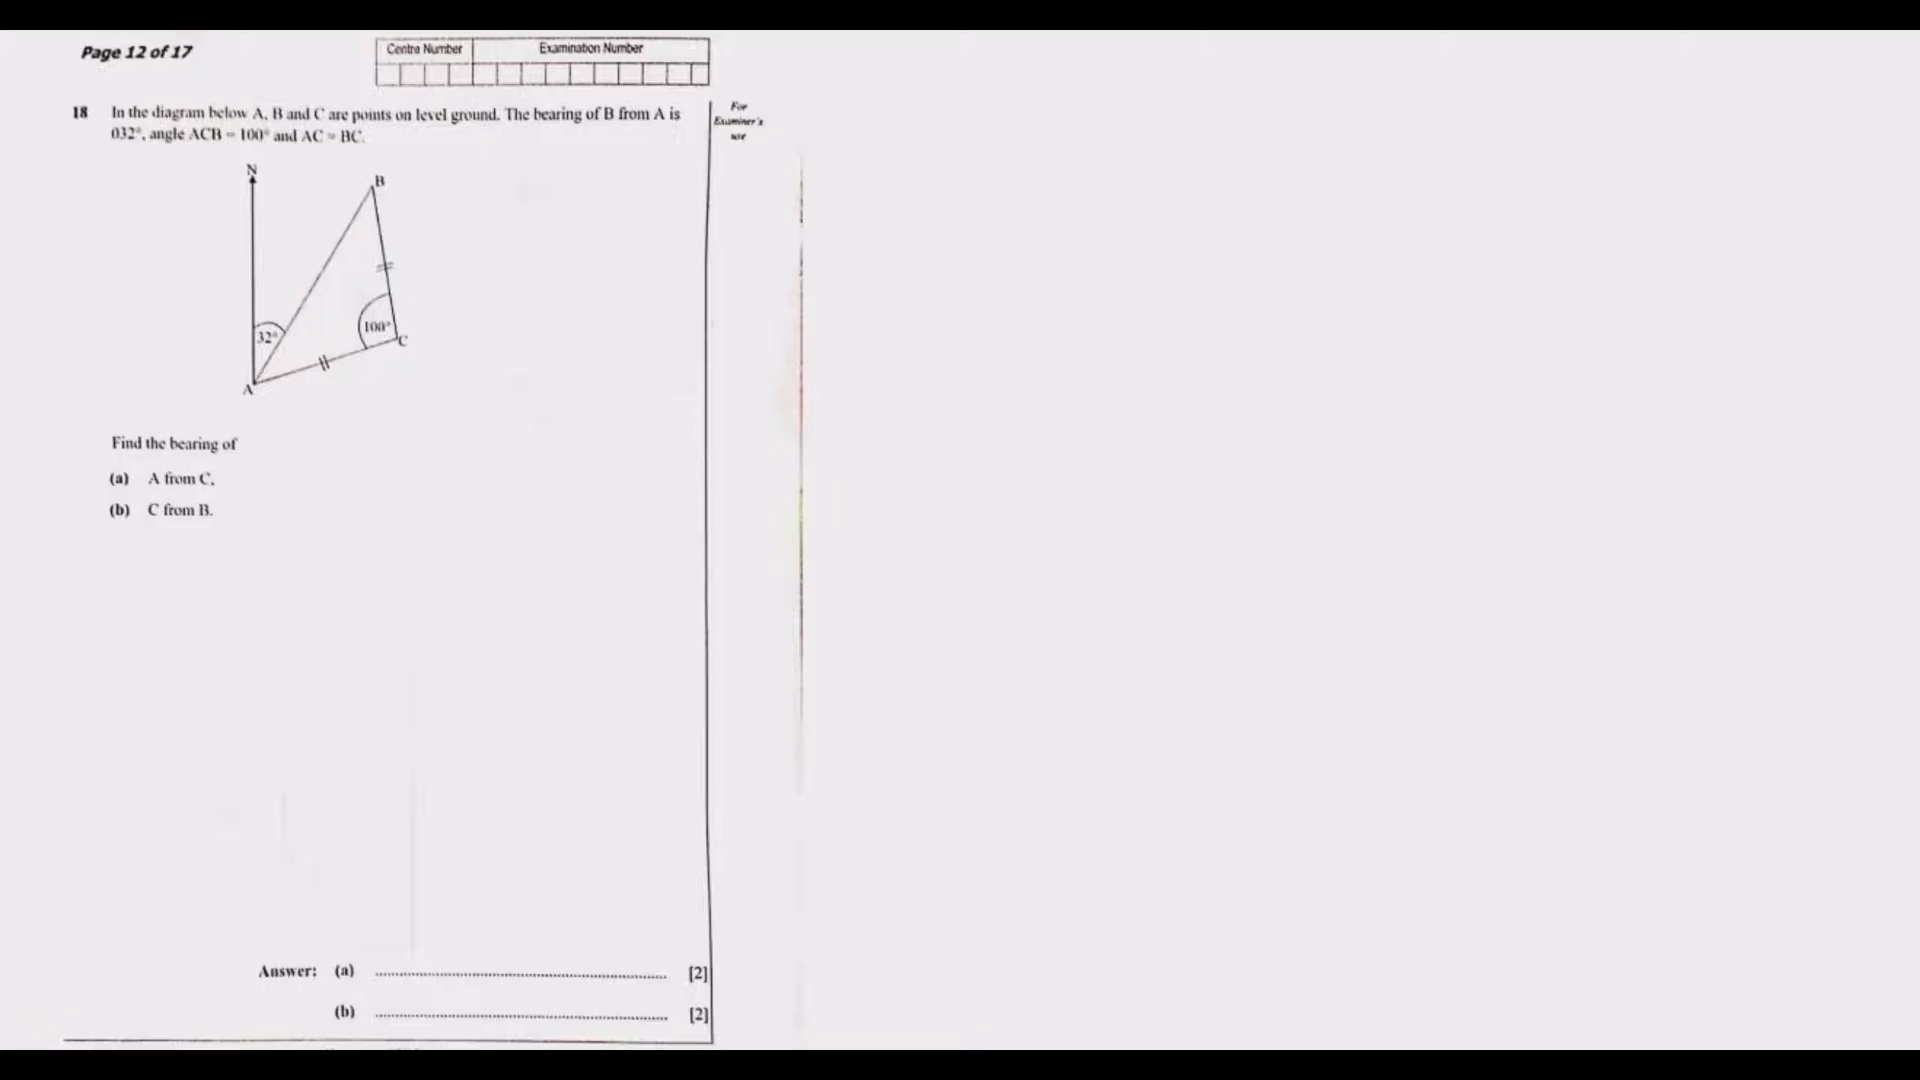 Page 12 of 17
Centre Number Examination Number
18 In the diagram below A, B and C are points on level ground. The bearing of B from A is
032°, angle ACB = 100° and AC = BC.
For
Examiner's
use
N
B
32°
100°
C
A
Find the bearing of
(a) A from C,
(b) C from B.
Answer: (a) ............................................................ [2]
(b) ............................................................ [2]